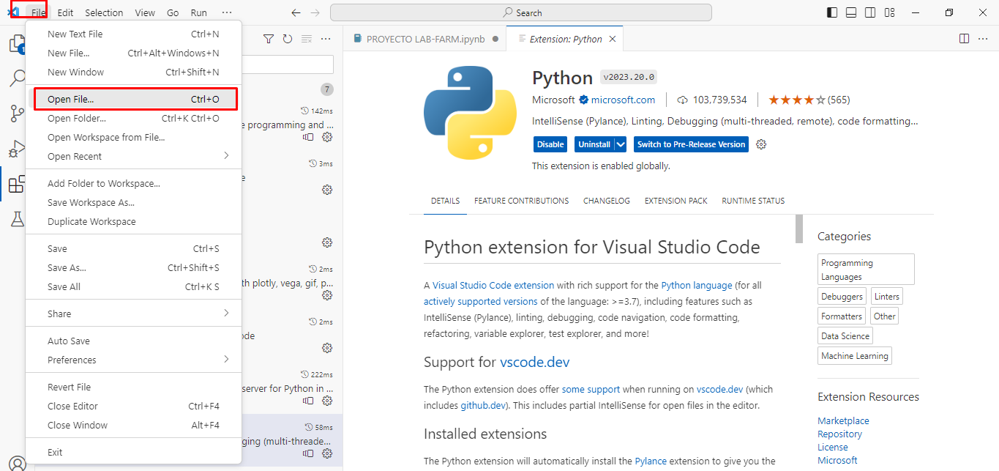 File Edit Selection View Go Run ··· Search
New Text File Ctrl+N
New File... Ctrl+Alt+Windows+N
New Window Ctrl+Shift+N
Open File... Ctrl+O
Open Folder... Ctrl+K Ctrl+O
Open Workspace from File...
Open Recent
Add Folder to Workspace...
Save Workspace As...
Duplicate Workspace
Save Ctrl+S
Save As... Ctrl+Shift+S
Save All Ctrl+K S
Share
Auto Save
Preferences
Revert File
Close Editor Ctrl+F4
Close Window Alt+F4
Exit
1
7
142ms
e programming and ...
3ms
e
2ms
th plotly, vega, gif, p...
2ms
ode
222ms
server for Python in ...
58ms
ging (multi-threade...
PROYECTO LAB-FARM.ipynb
Extension: Python
Python v2023.20.0
Microsoft microsoft.com 103,739,534 (565)
IntelliSense (Pylance), Linting, Debugging (multi-threaded, remote), code formatting...
Disable Uninstall Switch to Pre-Release Version
This extension is enabled globally.
DETAILS FEATURE CONTRIBUTIONS CHANGELOG EXTENSION PACK RUNTIME STATUS
Python extension for Visual Studio Code
A Visual Studio Code extension with rich support for the Python language (for all
actively supported versions of the language: >=3.7), including features such as
IntelliSense (Pylance), linting, debugging, code navigation, code formatting,
refactoring, variable explorer, test explorer, and more!
Support for vscode.dev
The Python extension does offer some support when running on vscode.dev (which
includes github.dev). This includes partial IntelliSense for open files in the editor.
Installed extensions
The Python extension will automatically install the Pylance extension to give you the
Categories
Programming
Languages
Debuggers Linters
Formatters Other
Data Science
Machine Learning
Extension Resources
Marketplace
Repository
License
Microsoft